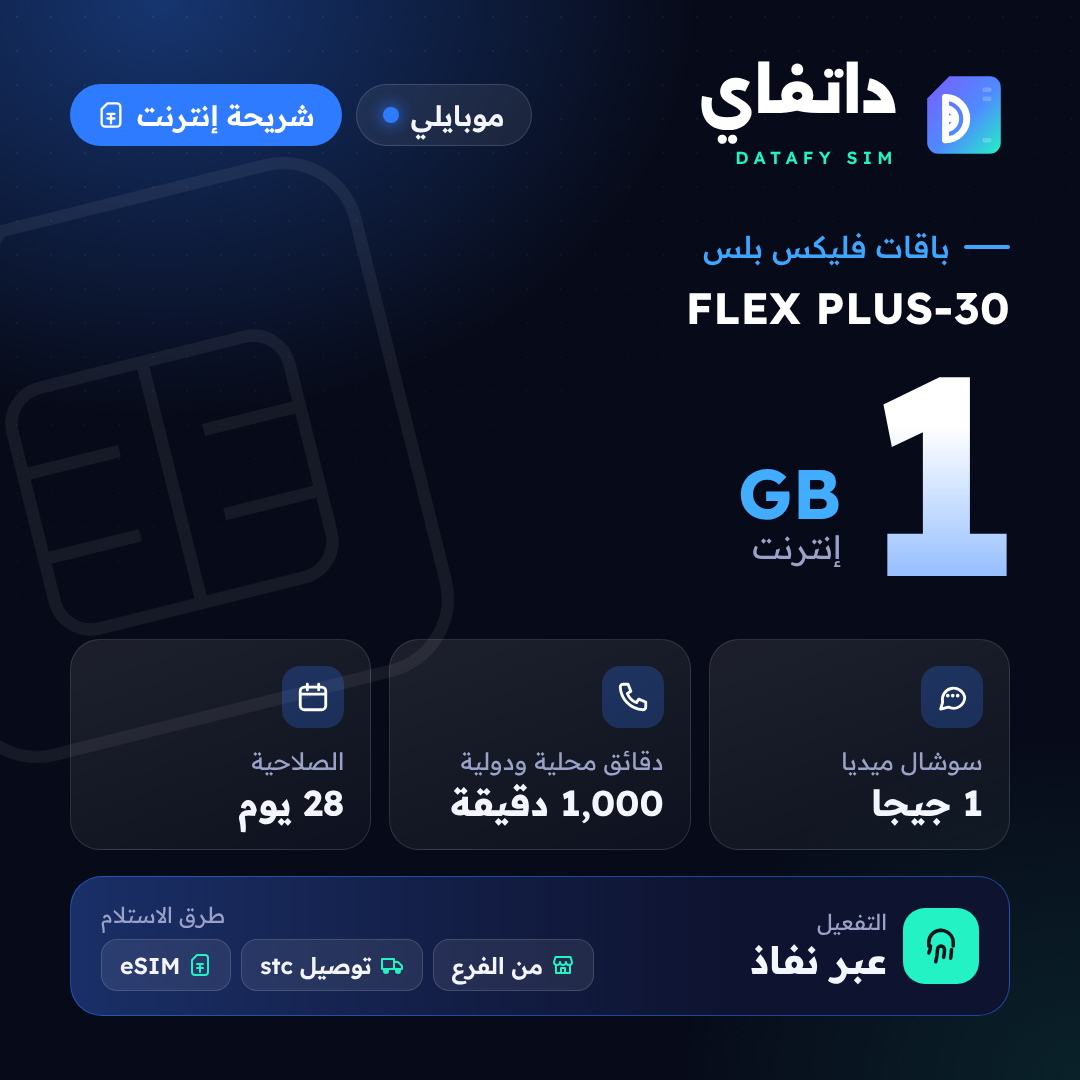 داتفاي
DATAFY SIM
موبايلي
شريحة إنترنت
باقات فليكس بلس
FLEX PLUS-30
1
GB
إنترنت
سوشال ميديا
1 جيجا
دقائق محلية ودولية
1,000 دقيقة
الصلاحية
28 يوم
التفعيل
عبر نفاذ
طرق الاستلام
من الفرع
توصيل stc
eSIM